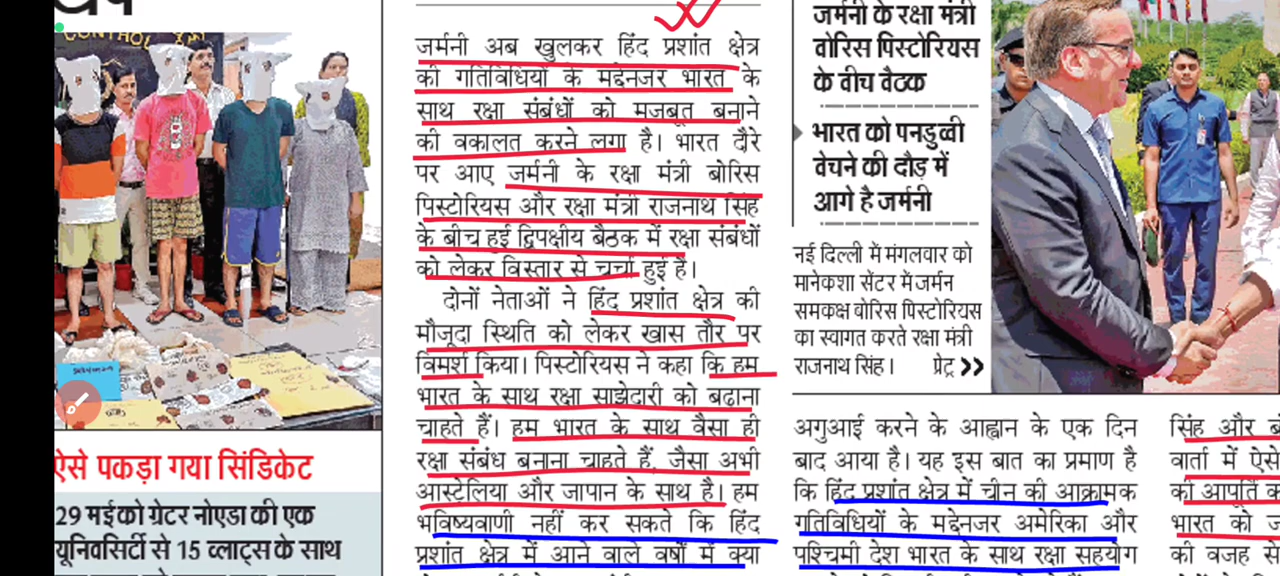 CONTROL
ऐसे पकड़ा गया सिंडिकेट
29 मई को ग्रेटर नोएडा की एक
यूनिवर्सिटी से 15 व्लाट्स के साथ
जर्मनी अब खुलकर हिंद प्रशांत क्षेत्र
की गतिविधियों के मद्देनजर भारत के
साथ रक्षा संबंधों को मजबूत बनाने
की वकालत करने लगा है। भारत दौरे
पर आए जर्मनी के रक्षा मंत्री बोरिस
पिस्टोरियस और रक्षा मंत्री राजनाथ सिंह
के बीच हुई द्विपक्षीय बैठक में रक्षा संबंधों
को लेकर विस्तार से चर्चा हुई है।
दोनों नेताओं ने हिंद प्रशांत क्षेत्र की
मौजूदा स्थिति को लेकर खास तौर पर
विमर्श किया। पिस्टोरियस ने कहा कि हम
भारत के साथ रक्षा साझेदारी को बढ़ाना
चाहते हैं। हम भारत के साथ वैसा ही
रक्षा संबंध बनाना चाहते हैं, जैसा अभी
आस्टेलिया और जापान के साथ है। हम
भविष्यवाणी नहीं कर सकते कि हिंद
प्रशांत क्षेत्र में आने वाले वर्षों में क्या
जर्मनी के रक्षा मंत्री
वोरिस पिस्टोरियस
के वीच वैठक
भारत को पनडुव्वी
वेचने की दौड़ में
आगे है जर्मनी
नई दिल्ली में मंगलवार को
मानेकशा सेंटर में जर्मन
समकक्ष वोरिस पिस्टोरियस
का स्वागत करते रक्षा मंत्री
राजनाथ सिंह। प्रेट्र
अगुआई करने के आह्वान के एक दिन
बाद आया है। यह इस बात का प्रमाण है
कि हिंद प्रशांत क्षेत्र में चीन की आक्रामक
गतिविधियों के मद्देनजर अमेरिका और
पश्चिमी देश भारत के साथ रक्षा सहयोग
सिंह और
वार्ता में ऐसे
की आपूर्ति
भारत को
की वजह से